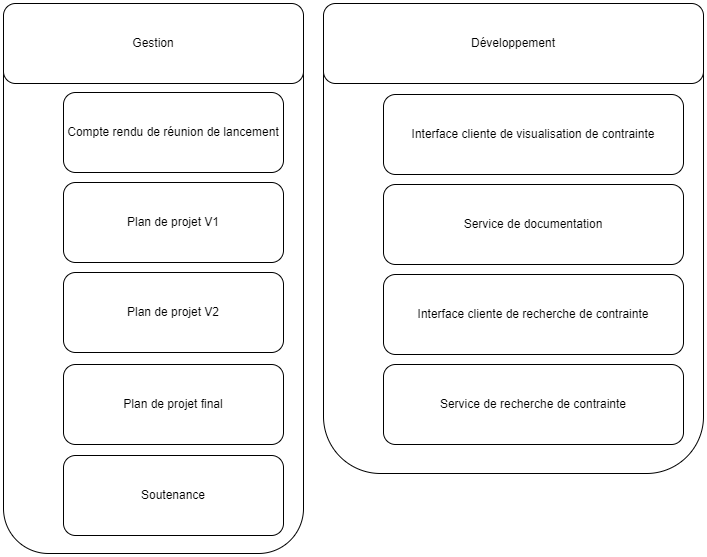 Gestion
Compte rendu de réunion de lancement
Plan de projet V1
Plan de projet V2
Plan de projet final
Soutenance
Développement
Interface cliente de visualisation de contrainte
Service de documentation
Interface cliente de recherche de contrainte
Service de recherche de contrainte